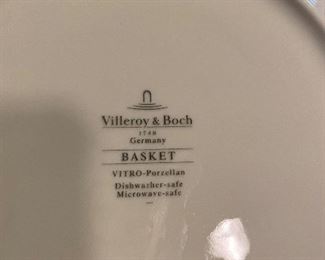 Villeroy & Boch
1748
Germany
BASKET
VITRO-Porzellan
Dishwasher-safe
Microwave-safe